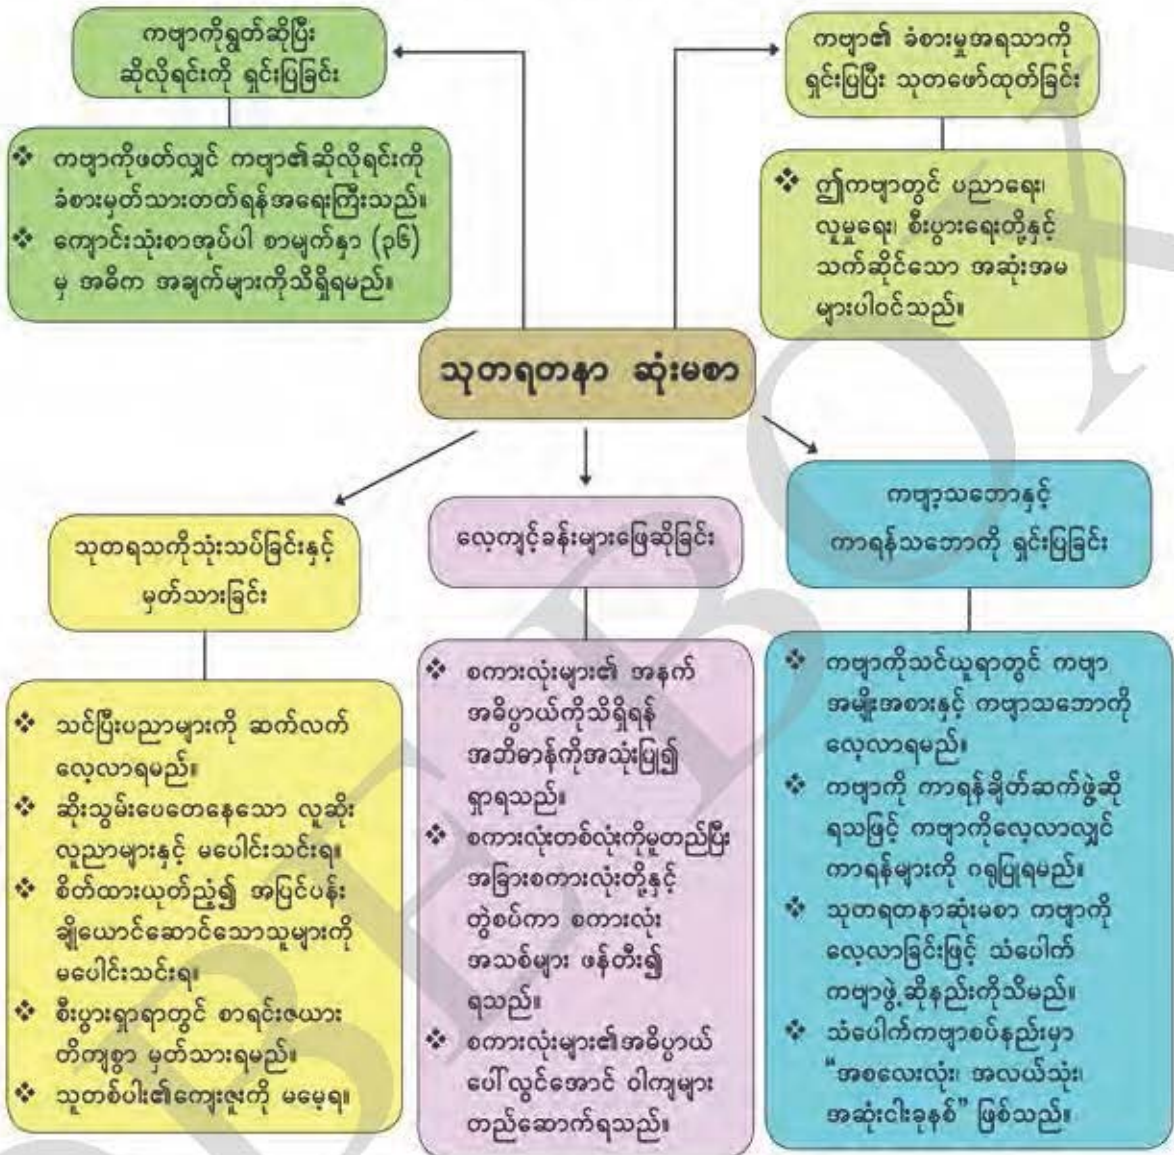 ကဗျာကိုရွတ်ဆိုပြီး
ဆိုလိုရင်းကို ရှင်းပြခြင်း
❖ ကဗျာကိုဖတ်လျှင် ကဗျာ၏ဆိုလိုရင်းကို
ခံစားမှတ်သားတတ်ရန်အရေးကြီးသည်။
❖ ကျောင်းသုံးစာအုပ်ပါ စာမျက်နှာ (၃၆)
မှ အဓိက အချက်များကိုသိရှိရမည်။
ကဗျာ၏ ခံစားမှုအရသာကို
ရှင်းပြပြီး သုတဖော်ထုတ်ခြင်း
❖ ဤကဗျာတွင် ပညာရေး၊
လူမှုရေး၊ စီးပွားရေးတို့နှင့်
သက်ဆိုင်သော အဆုံးအမ
များပါဝင်သည်။
သုတရတနာ ဆုံးမစာ
သုတရသကိုသုံးသပ်ခြင်းနှင့်
မှတ်သားခြင်း
❖ သင်ပြီးပညာများကို ဆက်လက်
လေ့လာရမည်။
❖ ဆိုးသွမ်းပေတေနေသော လူဆိုး
လူညာများနှင့် မပေါင်းသင်းရ။
❖ စိတ်ထားယုတ်ညံ့၍ အပြင်ပန်း
ချိုယောင်ဆောင်သောသူများကို
မပေါင်းသင်းရ။
❖ စီးပွားရှာရာတွင် စာရင်းဇယား
တိကျစွာ မှတ်သားရမည်။
❖ သူတစ်ပါး၏ကျေးဇူးကို မမေ့ရ။
လေ့ကျင့်ခန်းများဖြေဆိုခြင်း
❖ စကားလုံးများ၏ အနက်
အဓိပ္ပာယ်ကိုသိရှိရန်
အဘိဓာန်ကိုအသုံးပြု၍
ရှာရသည်။
❖ စကားလုံးတစ်လုံးကိုမူတည်ပြီး
အခြားစကားလုံးတို့နှင့်
တွဲစပ်ကာ စကားလုံး
အသစ်များ ဖန်တီး၍
ရသည်။
❖ စကားလုံးများ၏အဓိပ္ပာယ်
ပေါ်လွင်အောင် ဝါကျများ
တည်ဆောက်ရသည်။
ကဗျာ့သဘောနှင့်
ကာရန်သဘောကို ရှင်းပြခြင်း
❖ ကဗျာကိုသင်ယူရာတွင် ကဗျာ
အမျိုးအစားနှင့် ကဗျာသဘောကို
လေ့လာရမည်။
❖ ကဗျာကို ကာရန်ချိတ်ဆက်ဖွဲ့ဆို
ရသဖြင့် ကဗျာကိုလေ့လာလျှင်
ကာရန်များကို ဂရုပြုရမည်။
❖ သုတရတနာဆုံးမစာ ကဗျာကို
လေ့လာခြင်းဖြင့် သံပေါက်
ကဗျာဖွဲ့ဆိုနည်းကိုသိမည်။
❖ သံပေါက်ကဗျာစပ်နည်းမှာ
“အစလေးလုံး၊ အလယ်သုံး၊
အဆုံးငါးခုနစ်” ဖြစ်သည်။